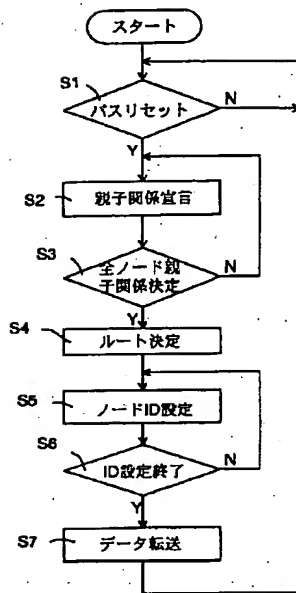 スタート
S1
バスリセット
N
Y
S2
親子関係宣言
S3
全ノード親
子関係決定
N
Y
S4
ルート決定
S5
ノードID設定
S6
ID設定終了
N
Y
S7
データ転送